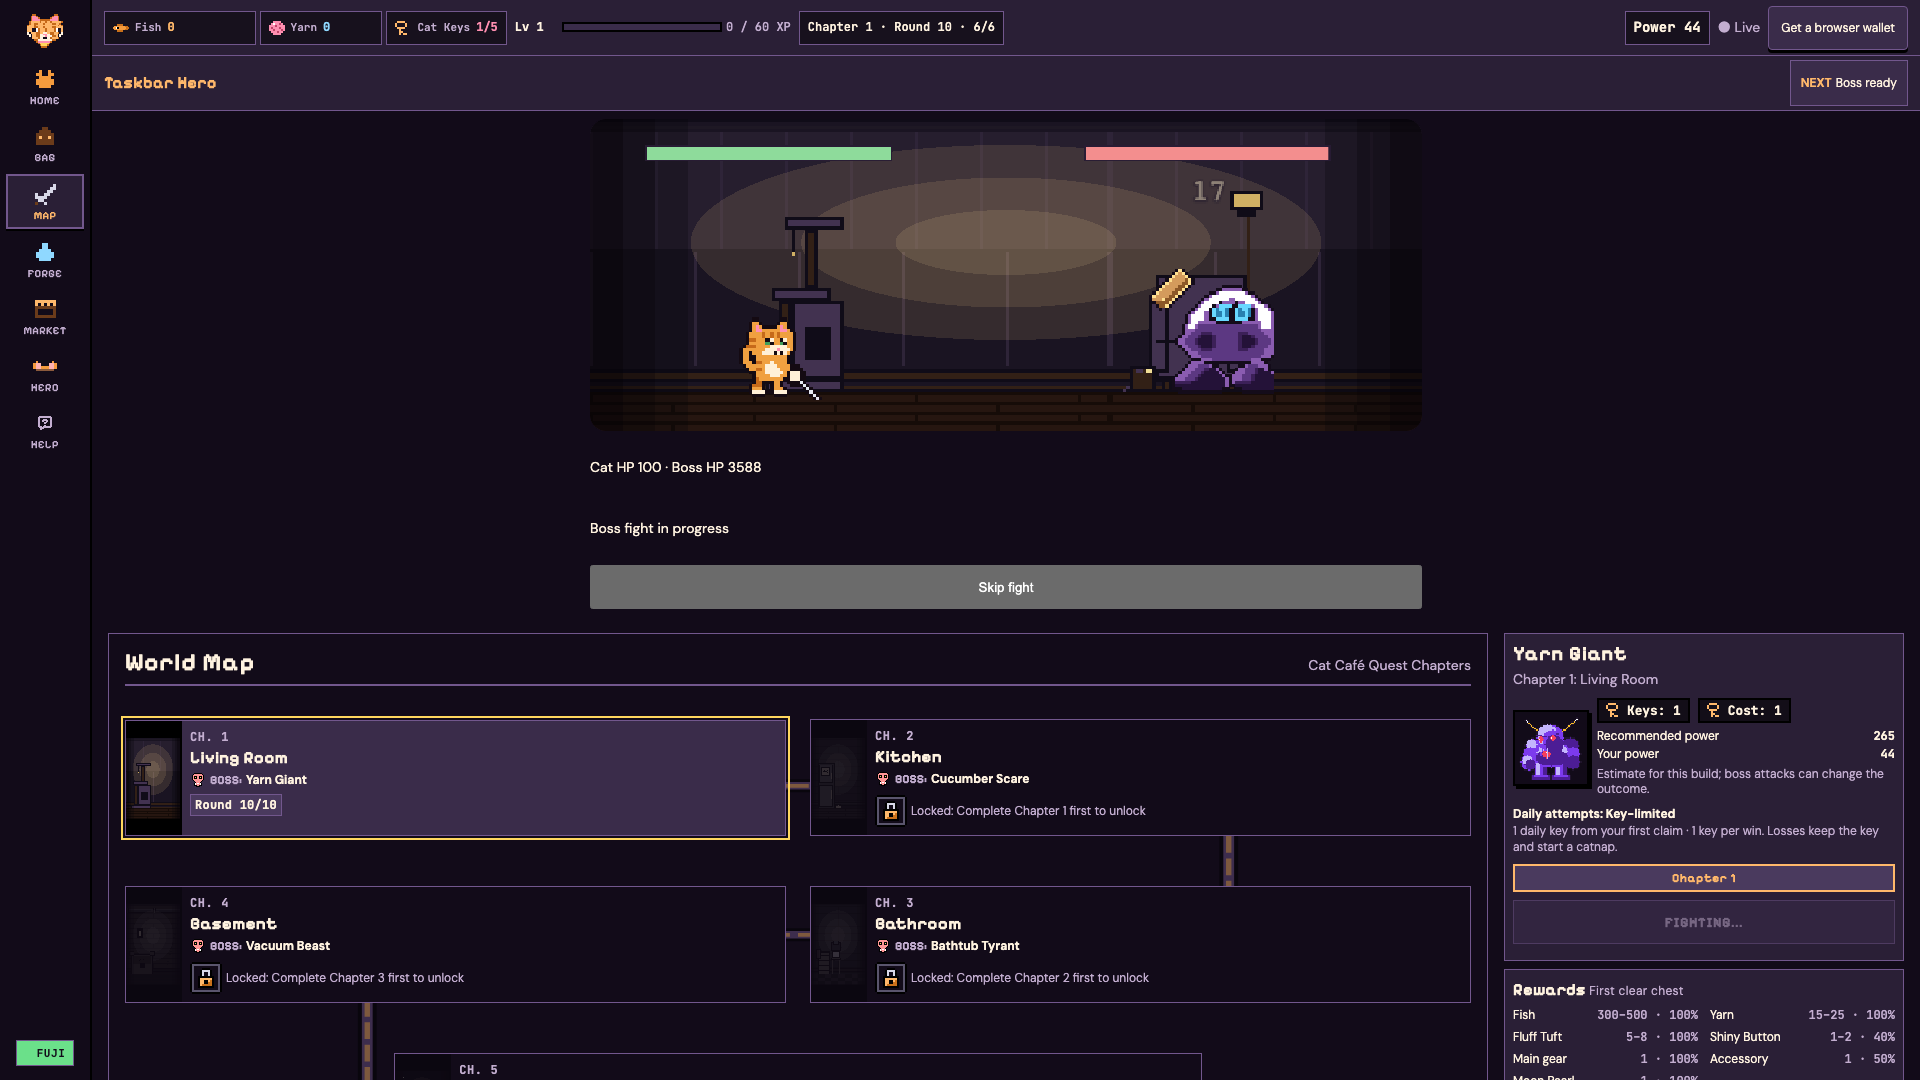 Fish 0
Yarn 0
Cat Keys 1/5
Lv 1
0 / 60 XP
Chapter 1 · Round 10 · 6/6
Power 44
Live
Get a browser wallet
HOME
BAG
MAP
FORGE
MARKET
HERO
HELP
FUJI
Taskbar Hero
NEXT Boss ready
17
Cat HP 100 · Boss HP 3588
Boss fight in progress
Skip fight
World Map
Cat Café Quest Chapters
CH. 1
Living Room
BOSS: Yarn Giant
Round 10/10
CH. 2
Kitchen
BOSS: Cucumber Scare
Locked: Complete Chapter 1 first to unlock
CH. 4
Basement
BOSS: Vacuum Beast
Locked: Complete Chapter 3 first to unlock
CH. 3
Bathroom
BOSS: Bathtub Tyrant
Locked: Complete Chapter 2 first to unlock
CH. 5
Yarn Giant
Chapter 1: Living Room
Keys: 1
Cost: 1
Recommended power 265
Your power 44
Estimate for this build; boss attacks can change the
outcome.
Daily attempts: Key-limited
1 daily key from your first claim · 1 key per win. Losses keep the key
and start a catnap.
Chapter 1
FIGHTING...
Rewards First clear chest
Fish 300-500 · 100% Yarn 15-25 · 100%
Fluff Tuft 5-8 · 100% Shiny Button 1-2 · 40%
Main gear 1 · 100% Accessory 1 · 50%
Moon Pearl 1 · 100%